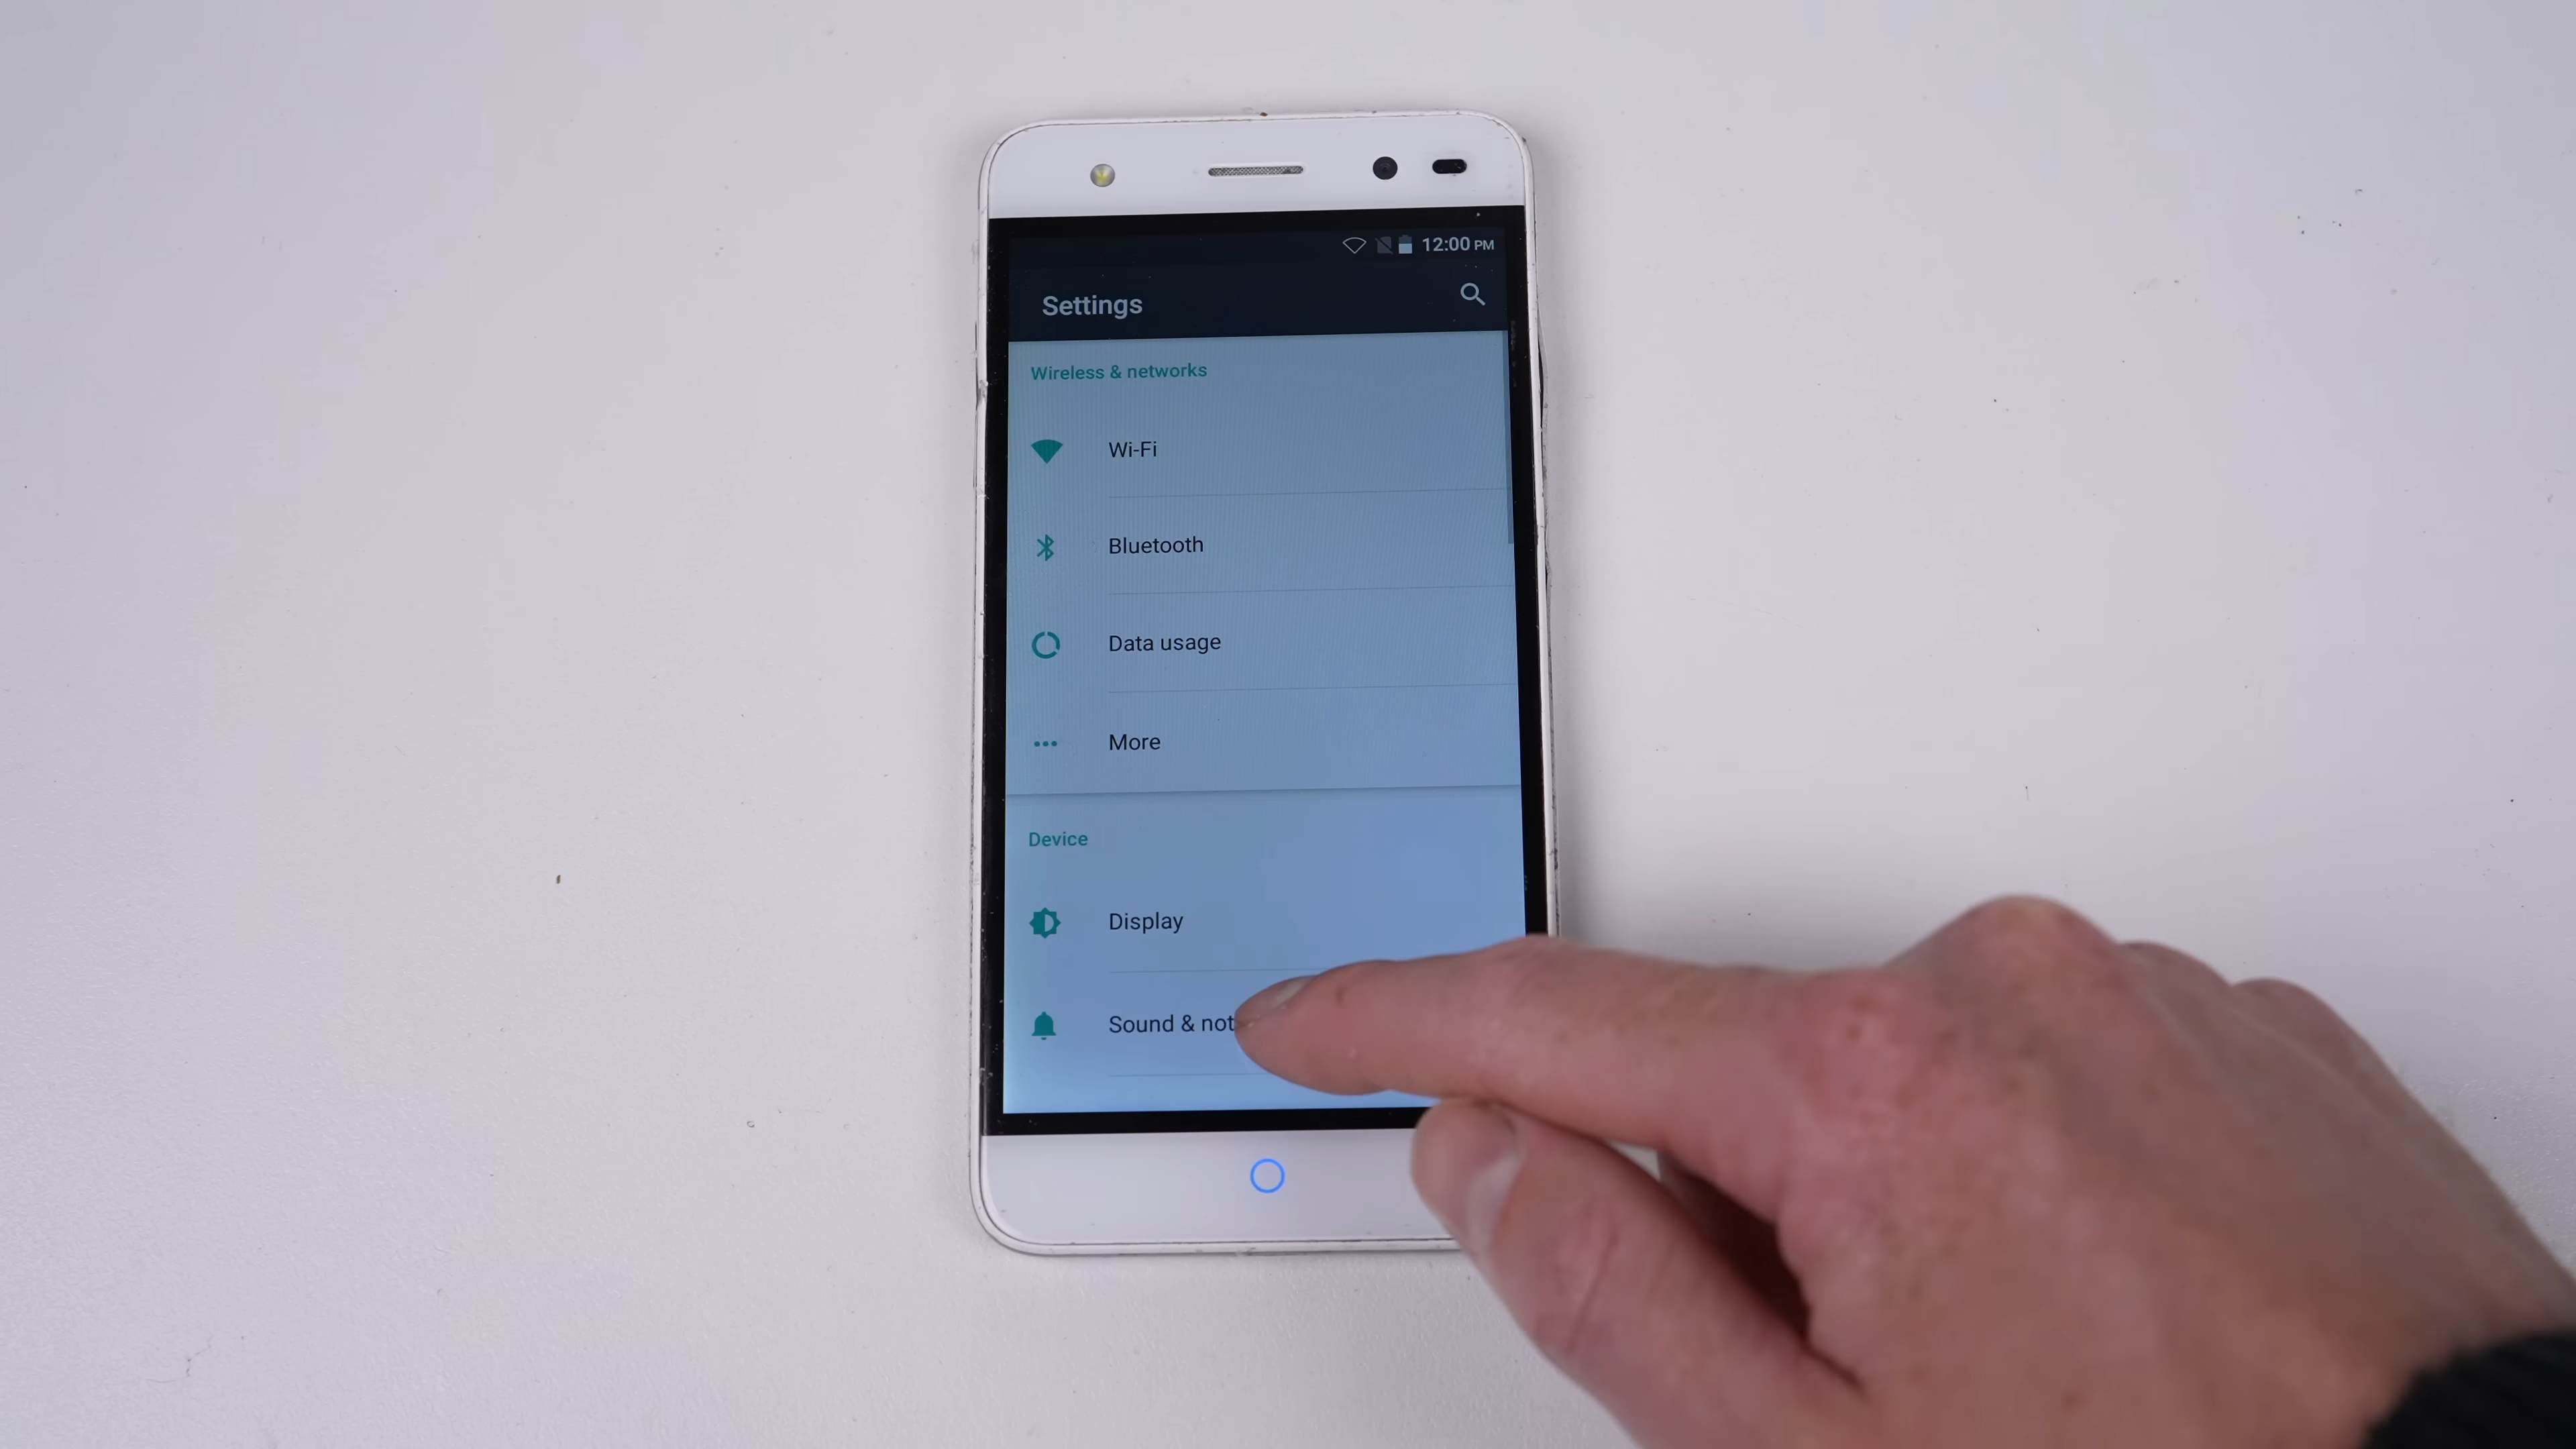 12:00 PM
Settings
Wireless & networks
Wi-Fi
Bluetooth
Data usage
More
Device
Display
Sound & not